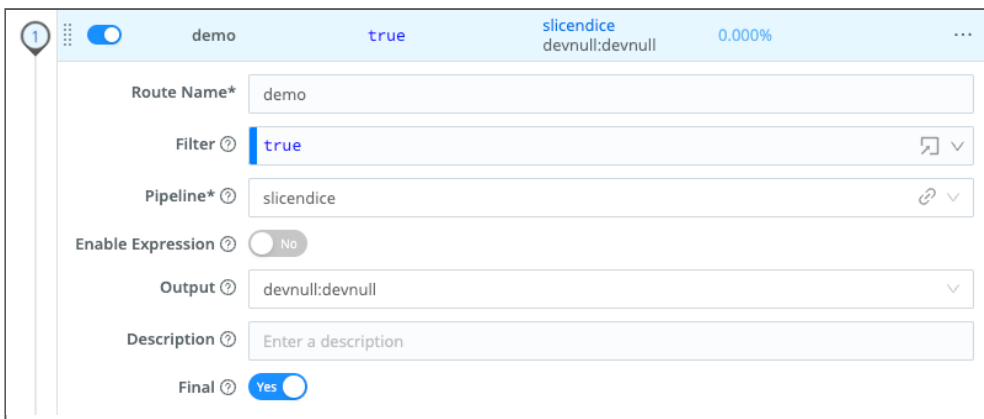 1 demo true slicendice 0.000% ...
devnull:devnull
Route Name* demo
Filter true
Pipeline* slicendice
Enable Expression No
Output devnull:devnull
Description Enter a description
Final Yes